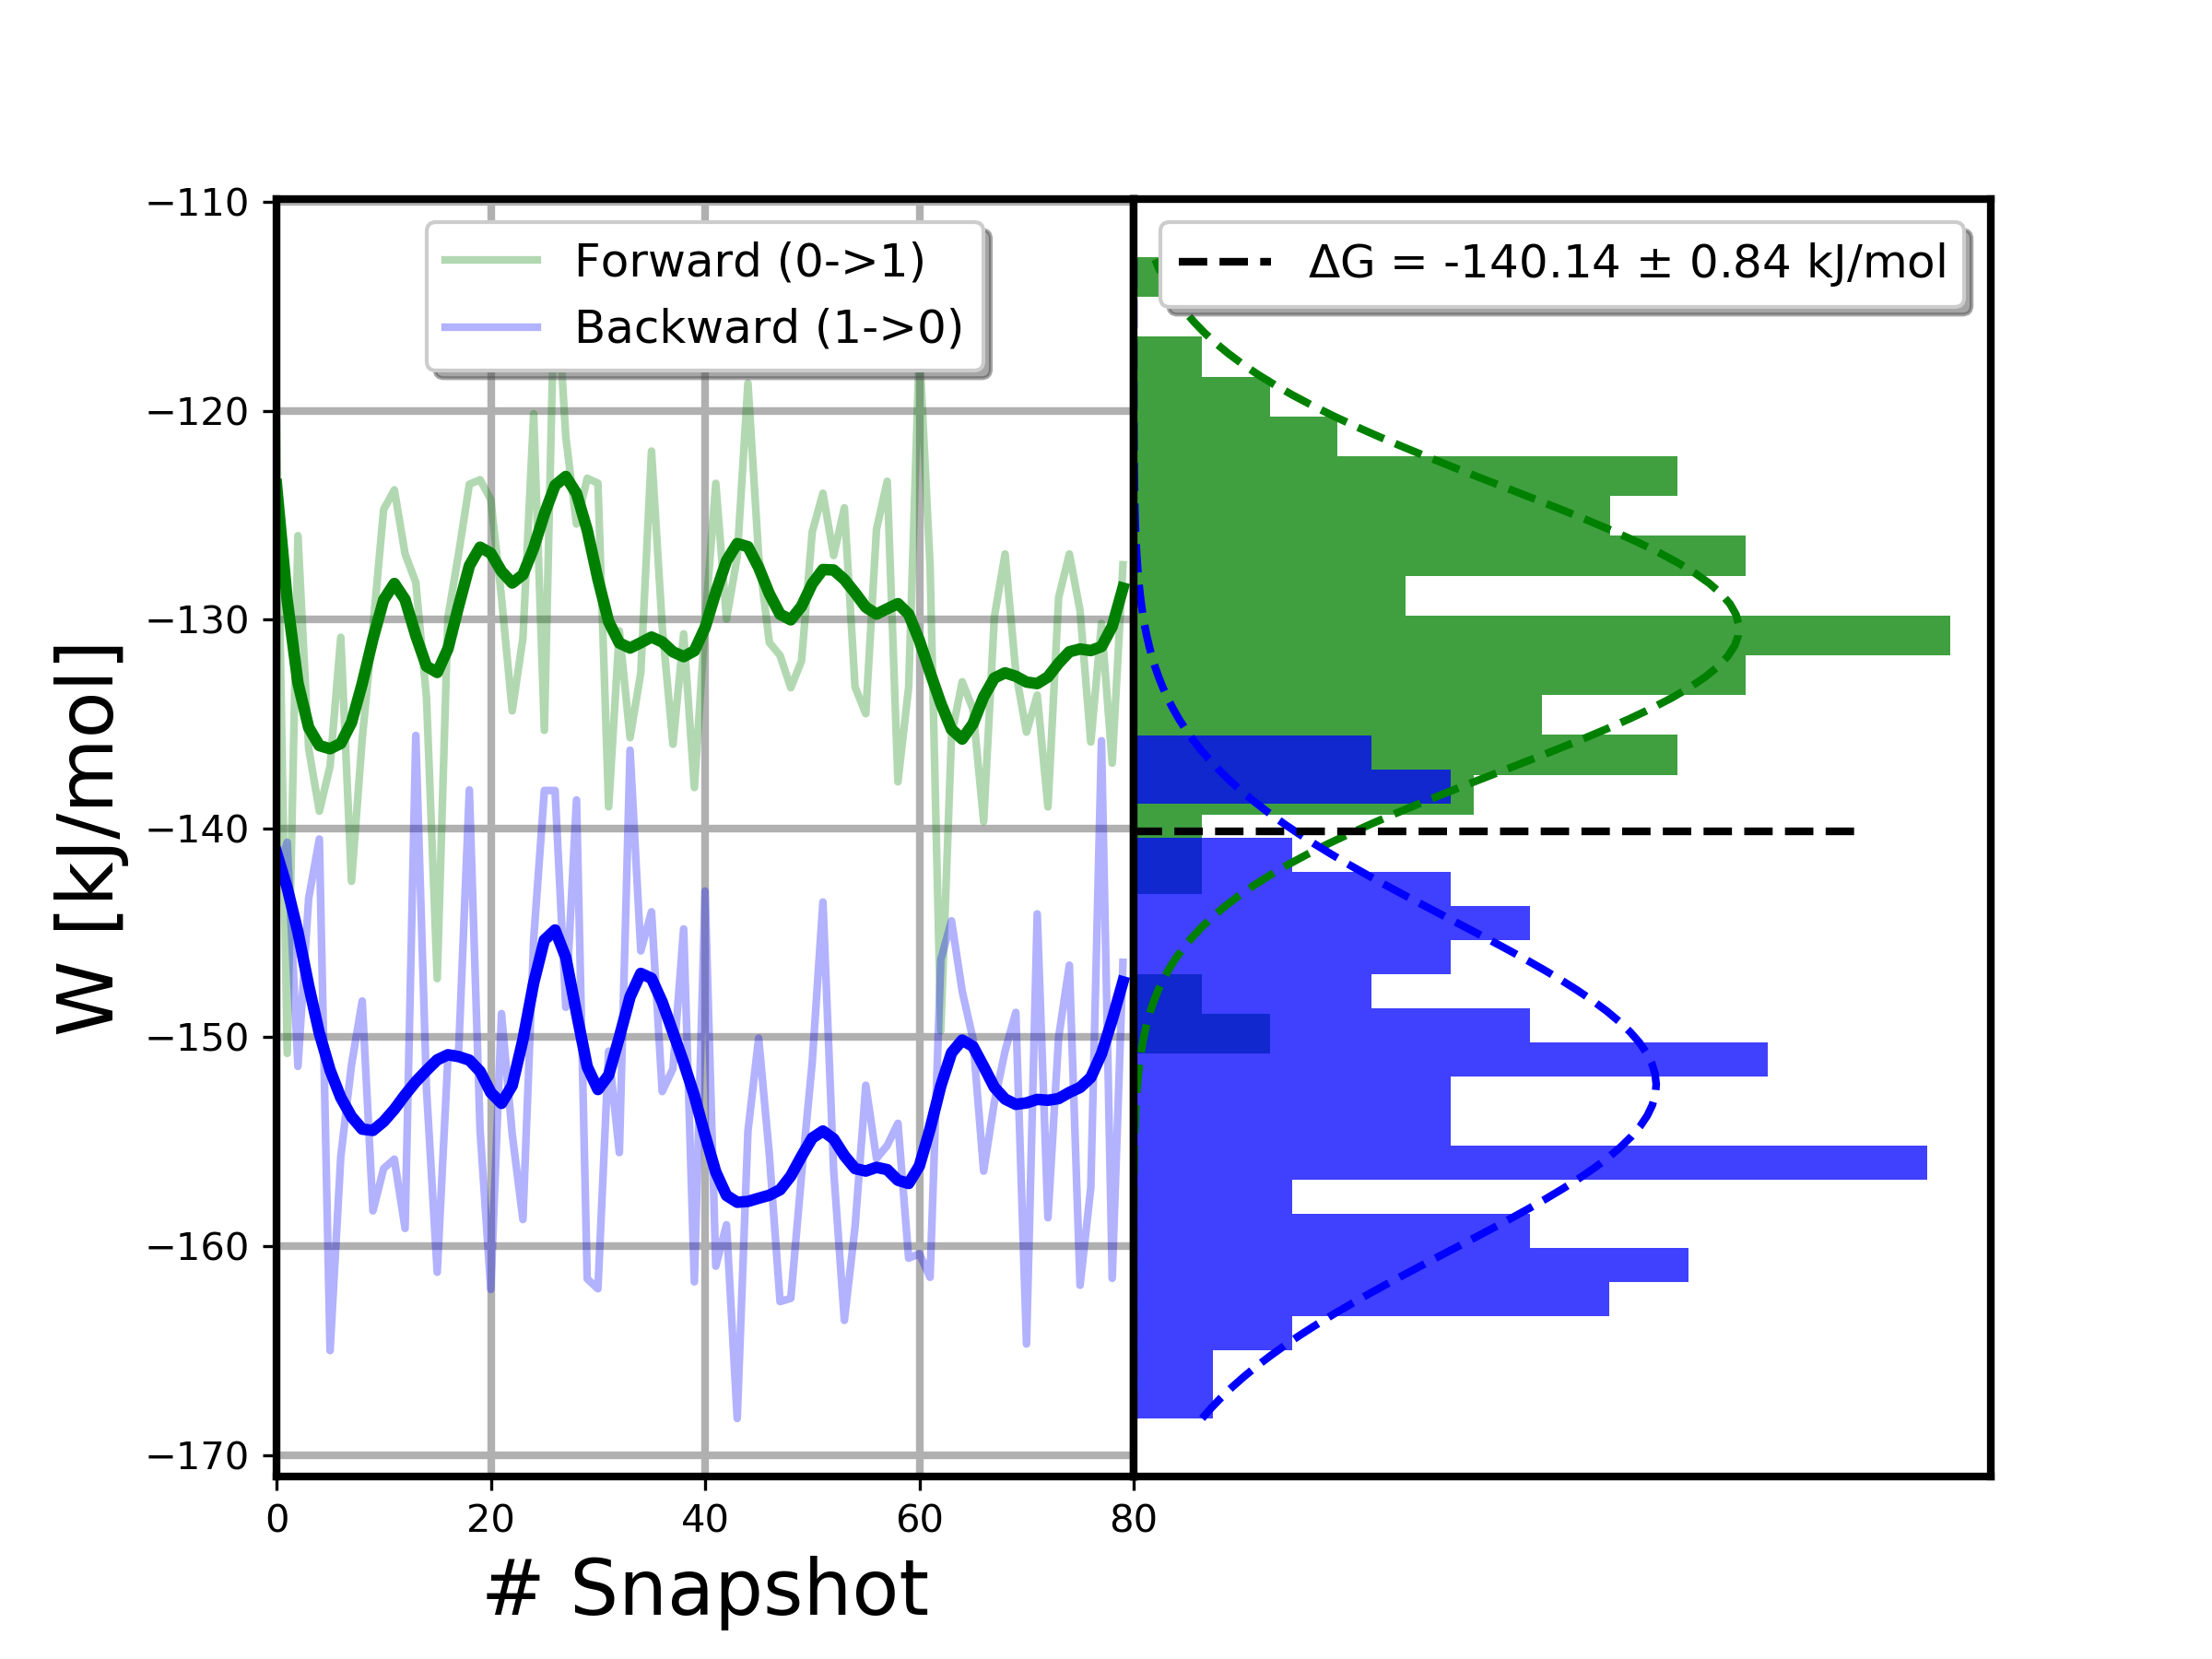 W [kJ/mol]
−110
−120
−130
−140
−150
−160
−170
Forward (0->1)
Backward (1->0)
ΔG = -140.14 ± 0.84 kJ/mol
0 20 40 60 80
# Snapshot